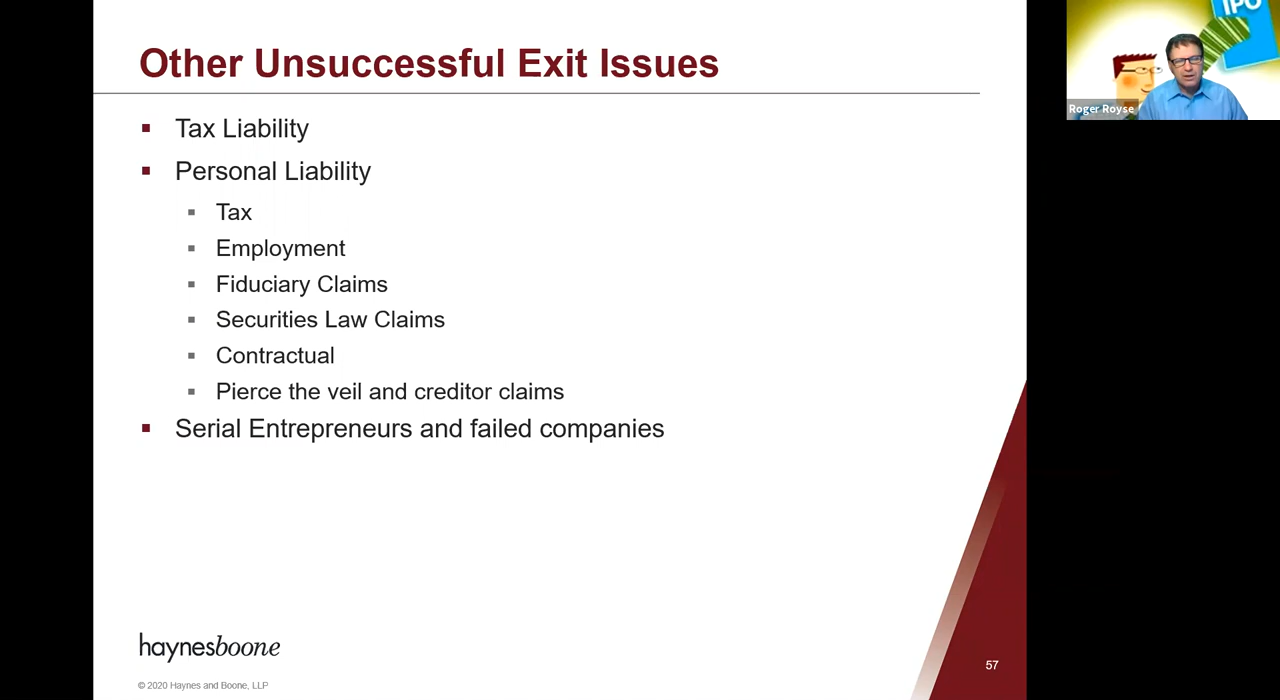 Other Unsuccessful Exit Issues
Tax Liability
Personal Liability
Tax
Employment
Fiduciary Claims
Securities Law Claims
Contractual
Pierce the veil and creditor claims
Serial Entrepreneurs and failed companies
haynesboone
© 2020 Haynes and Boone, LLP
57
IPO
Roger Royse